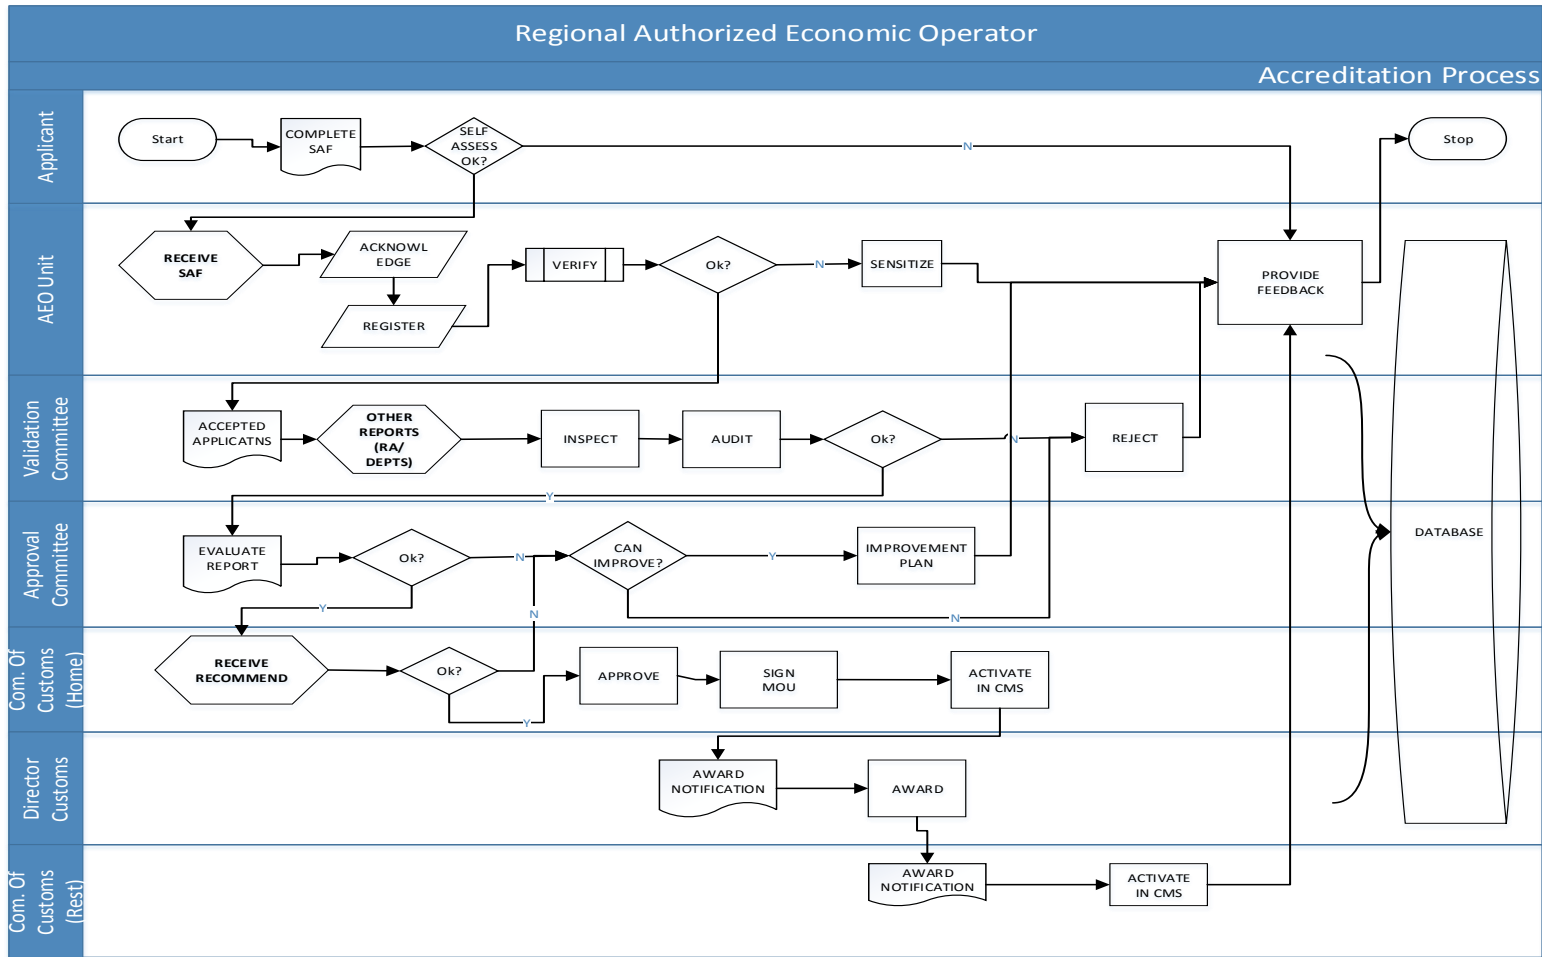 Regional Authorized Economic Operator
Accreditation Process
Applicant
Start
COMPLETE
SAF
SELF
ASSESS
OK?
N
Stop
AEO Unit
RECEIVE
SAF
ACKNOWL
EDGE
REGISTER
VERIFY
Ok?
N
SENSITIZE
PROVIDE
FEEDBACK
Validation
Committee
ACCEPTED
APPLICATNS
OTHER
REPORTS
(RA/
DEPTS)
INSPECT
AUDIT
Ok?
N
REJECT
Y
Approval
Committee
EVALUATE
REPORT
Ok?
N
CAN
IMPROVE?
Y
IMPROVEMENT
PLAN
DATABASE
Y
N
N
Com. Of
Customs
(Home)
RECEIVE
RECOMMEND
Ok?
Y
APPROVE
SIGN
MOU
ACTIVATE
IN CMS
Director
Customs
AWARD
NOTIFICATION
AWARD
Com. Of
Customs
(Rest)
AWARD
NOTIFICATION
ACTIVATE
IN CMS